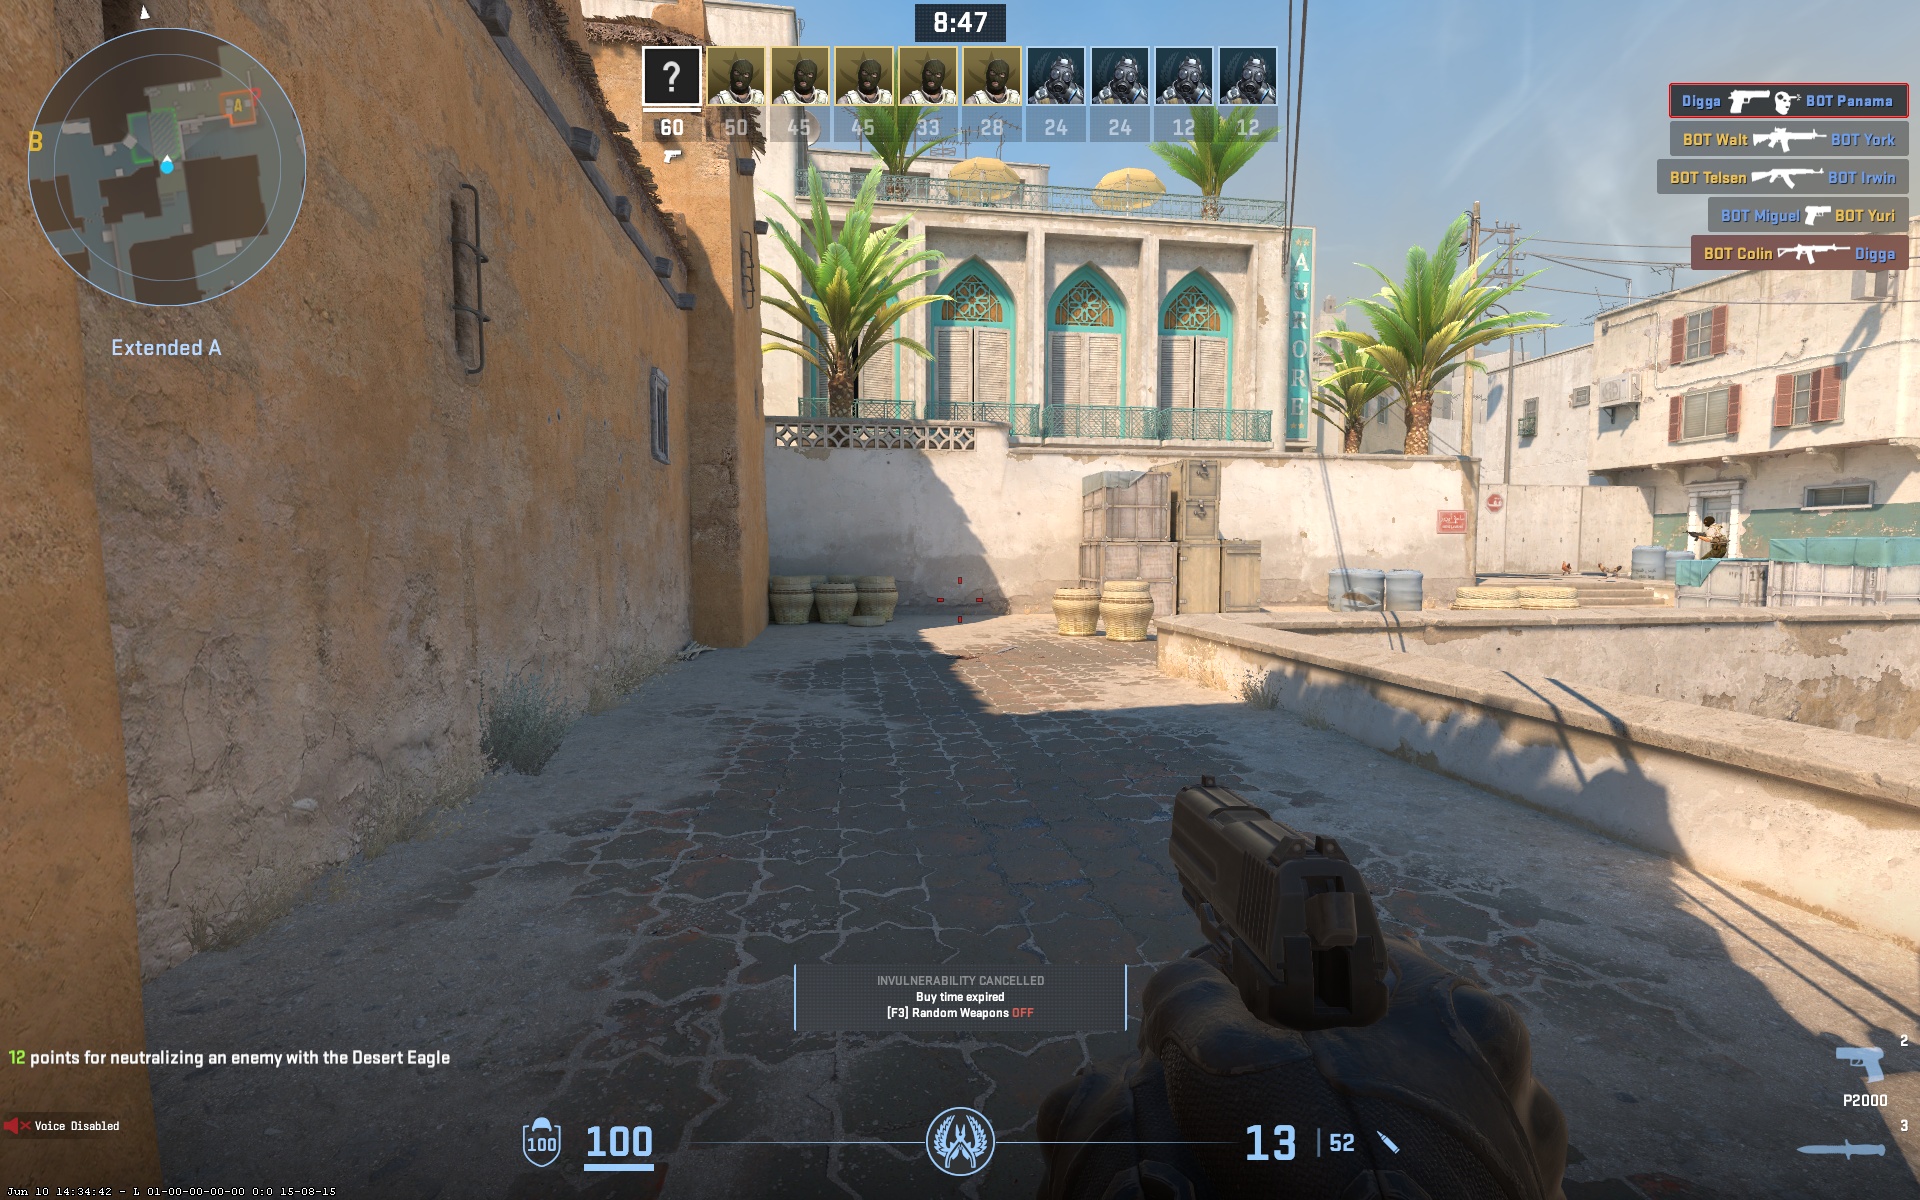 8:47
?
60 50 45 45 33 28 24 24 12 12
A
B
Extended A
Digga BOT Panama
BOT Walt BOT York
BOT Telsen BOT Irwin
BOT Miguel BOT Yuri
BOT Colin Digga
AURORE
INVULNERABILITY CANCELLED
Buy time expired
[F3] Random Weapons OFF
12 points for neutralizing an enemy with the Desert Eagle
2
P2000
3
Voice Disabled
100 100
13 | 52
Jun 10 14:34:42 - L 01-00-00-00-00 0:0 15-08-15